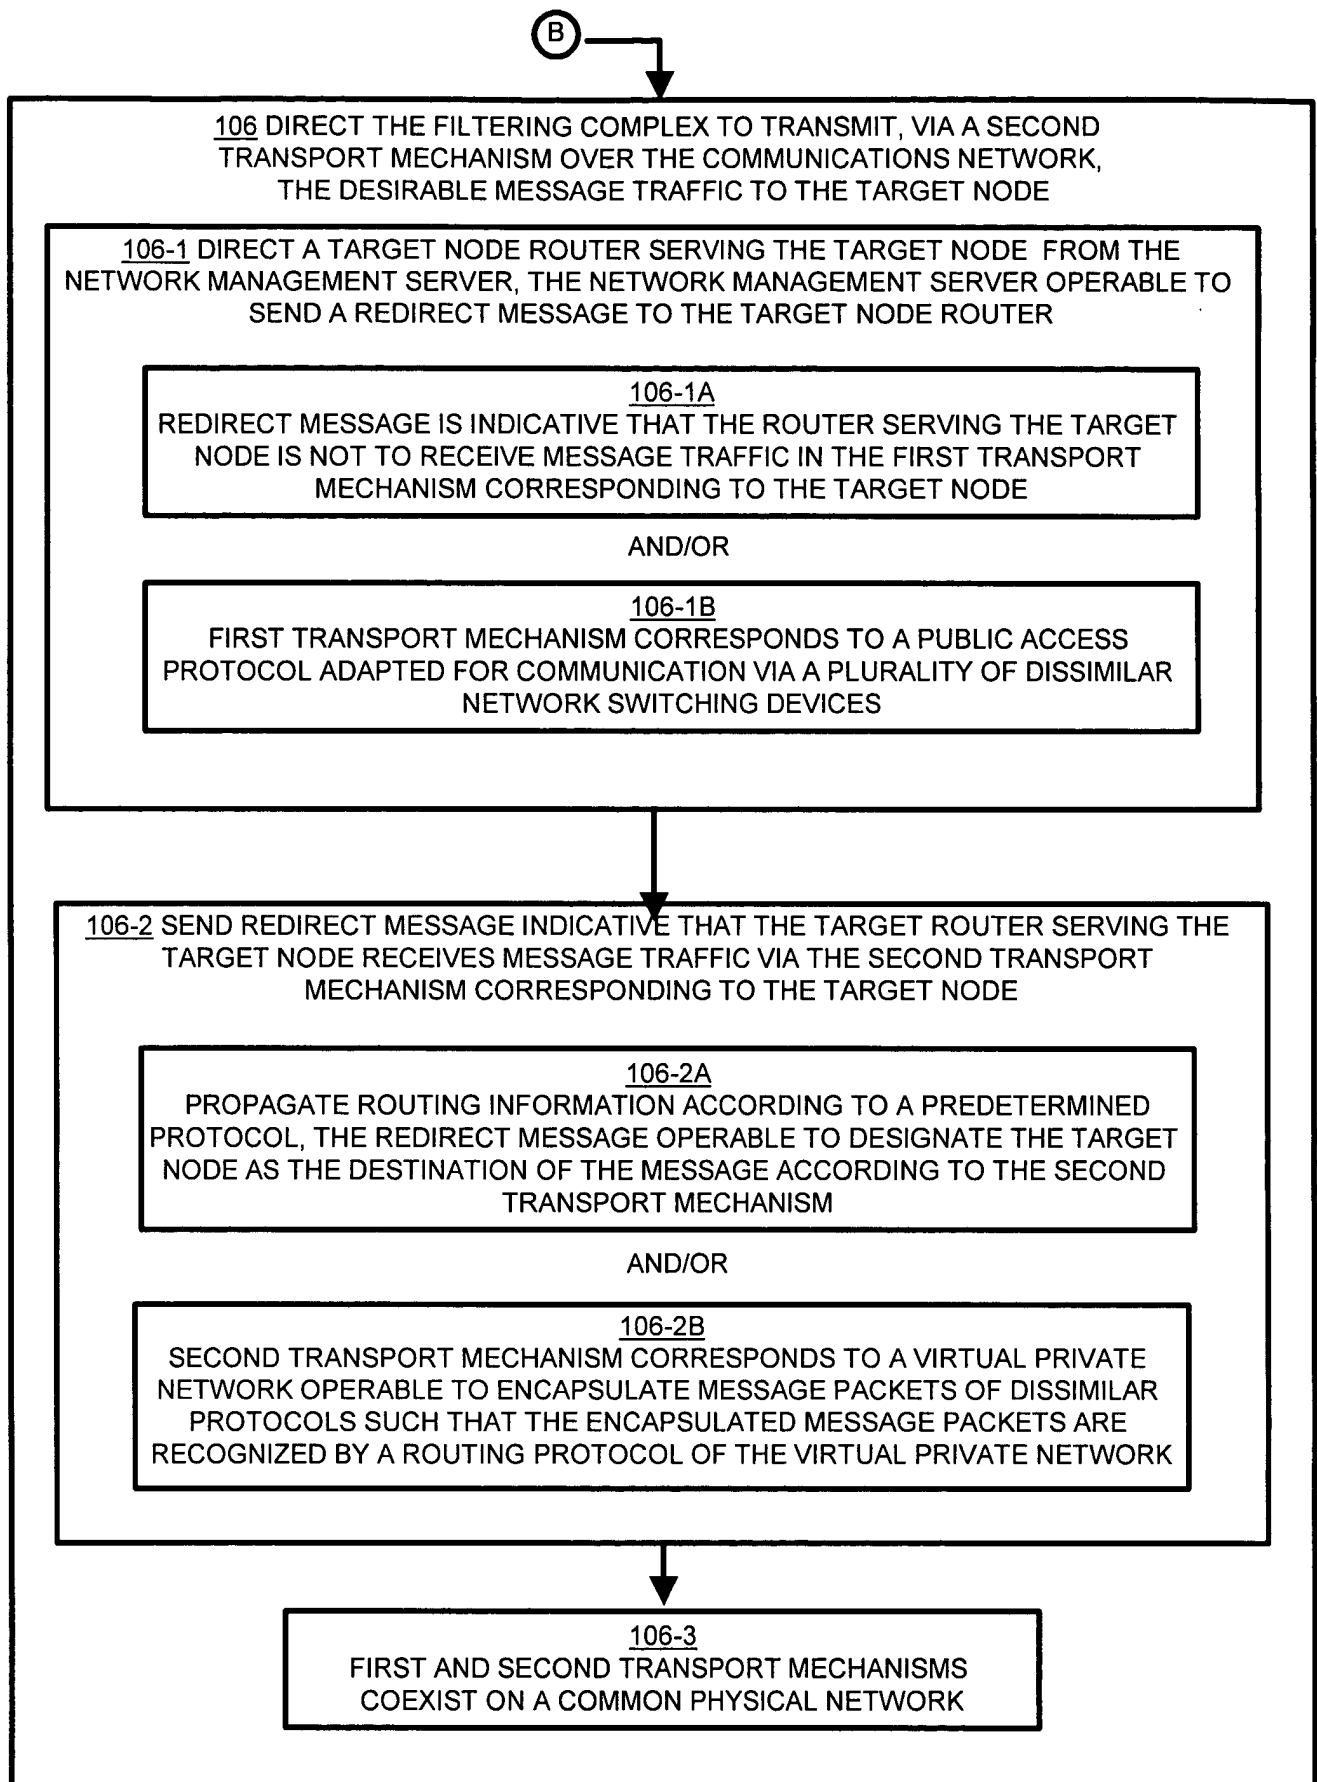 B
106 DIRECT THE FILTERING COMPLEX TO TRANSMIT, VIA A SECOND
TRANSPORT MECHANISM OVER THE COMMUNICATIONS NETWORK,
THE DESIRABLE MESSAGE TRAFFIC TO THE TARGET NODE
106-1 DIRECT A TARGET NODE ROUTER SERVING THE TARGET NODE FROM THE
NETWORK MANAGEMENT SERVER, THE NETWORK MANAGEMENT SERVER OPERABLE TO
SEND A REDIRECT MESSAGE TO THE TARGET NODE ROUTER
106-1A
REDIRECT MESSAGE IS INDICATIVE THAT THE ROUTER SERVING THE TARGET
NODE IS NOT TO RECEIVE MESSAGE TRAFFIC IN THE FIRST TRANSPORT
MECHANISM CORRESPONDING TO THE TARGET NODE
AND/OR
106-1B
FIRST TRANSPORT MECHANISM CORRESPONDS TO A PUBLIC ACCESS
PROTOCOL ADAPTED FOR COMMUNICATION VIA A PLURALITY OF DISSIMILAR
NETWORK SWITCHING DEVICES
106-2 SEND REDIRECT MESSAGE INDICATIVE THAT THE TARGET ROUTER SERVING THE
TARGET NODE RECEIVES MESSAGE TRAFFIC VIA THE SECOND TRANSPORT
MECHANISM CORRESPONDING TO THE TARGET NODE
106-2A
PROPAGATE ROUTING INFORMATION ACCORDING TO A PREDETERMINED
PROTOCOL, THE REDIRECT MESSAGE OPERABLE TO DESIGNATE THE TARGET
NODE AS THE DESTINATION OF THE MESSAGE ACCORDING TO THE SECOND
TRANSPORT MECHANISM
AND/OR
106-2B
SECOND TRANSPORT MECHANISM CORRESPONDS TO A VIRTUAL PRIVATE
NETWORK OPERABLE TO ENCAPSULATE MESSAGE PACKETS OF DISSIMILAR
PROTOCOLS SUCH THAT THE ENCAPSULATED MESSAGE PACKETS ARE
RECOGNIZED BY A ROUTING PROTOCOL OF THE VIRTUAL PRIVATE NETWORK
106-3
FIRST AND SECOND TRANSPORT MECHANISMS
COEXIST ON A COMMON PHYSICAL NETWORK